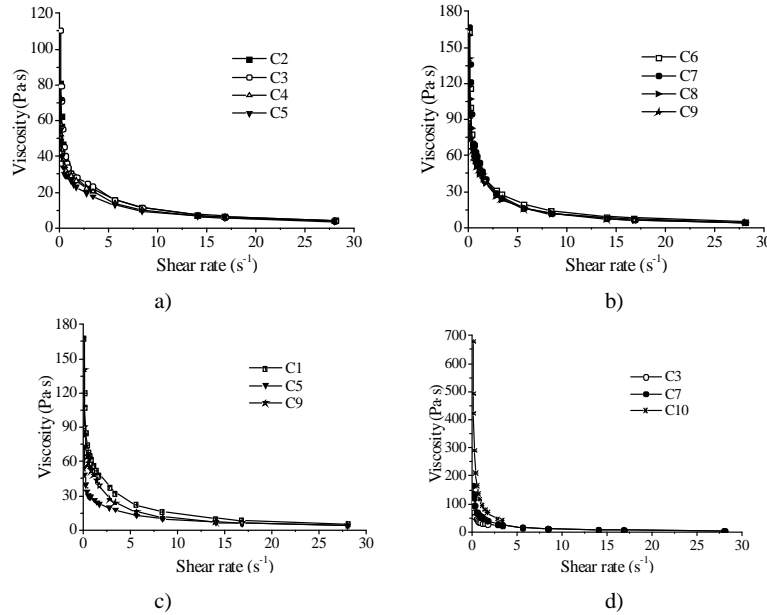 120
100
80
60
40
20
0
Viscosity (Pa·s)
C2
C3
C4
C5
0 5 10 15 20 25 30
Shear rate (s-1)
a)
180
150
120
90
60
30
0
Viscosity (Pa·s)
C6
C7
C8
C9
0 5 10 15 20 25 30
Shear rate (s-1)
b)
180
150
120
90
60
30
0
Viscosity (Pa·s)
C1
C5
C9
0 5 10 15 20 25 30
Shear rate (s-1)
c)
700
600
500
400
300
200
100
0
Viscosity (Pa·s)
C3
C7
C10
0 5 10 15 20 25 30
Shear rate (s-1)
d)